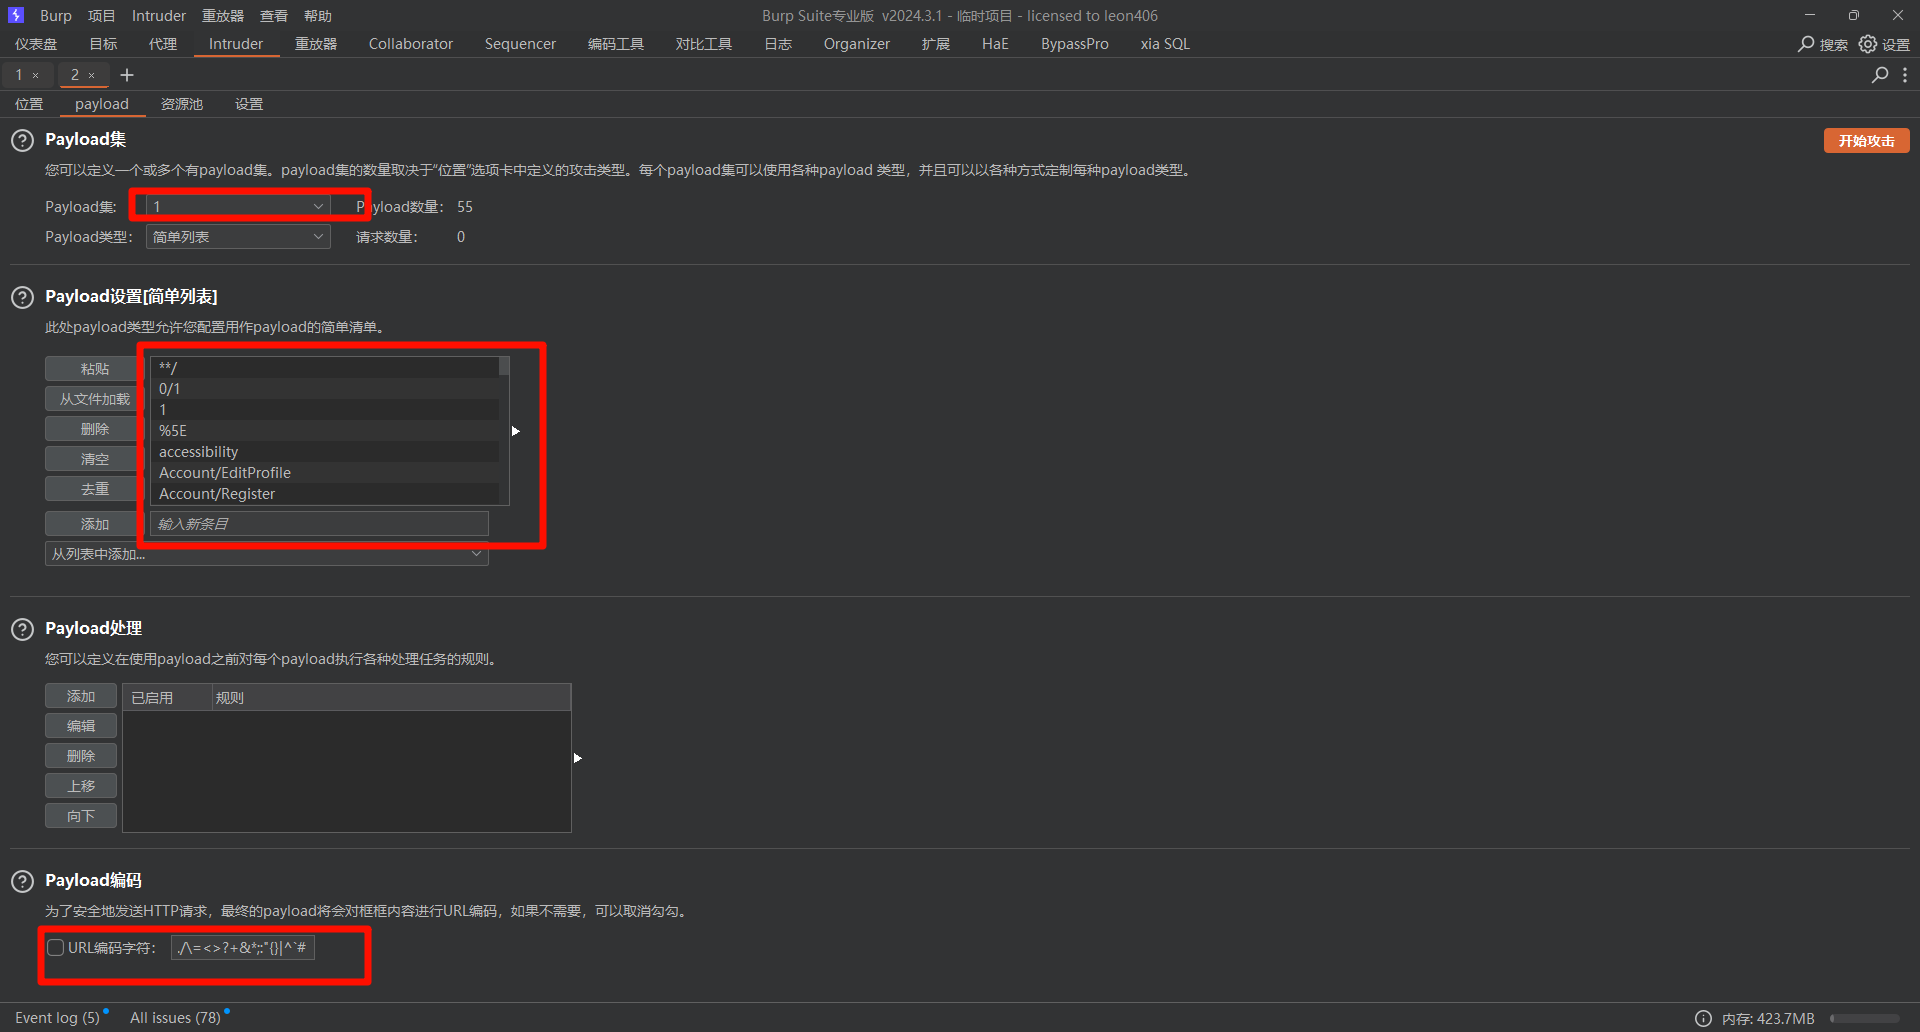 Burp 项目 Intruder 重放器 查看 帮助 Burp Suite专业版 v2024.3.1 - 临时项目 - licensed to leon406
仪表盘 目标 代理 Intruder 重放器 Collaborator Sequencer 编码工具 对比工具 日志 Organizer 扩展 HaE BypassPro xia SQL 搜索 设置
1 × 2 × +
位置 payload 资源池 设置
Payload集
开始攻击
您可以定义一个或多个有payload集。payload集的数量取决于“位置”选项卡中定义的攻击类型。每个payload集可以使用各种payload 类型，并且可以以各种方式定制每种payload类型。
Payload集: 1 Payload数量: 55
Payload类型: 简单列表 请求数量: 0
Payload设置[简单列表]
此处payload类型允许您配置用作payload的简单清单。
粘贴
从文件加载
删除
清空
去重
**/
0/1
1
%5E
accessibility
Account/EditProfile
Account/Register
添加 输入新条目
从列表中添加...
Payload处理
您可以定义在使用payload之前对每个payload执行各种处理任务的规则。
添加
编辑
删除
上移
向下
已启用 规则
Payload编码
为了安全地发送HTTP请求，最终的payload将会对框框内容进行URL编码，如果不需要，可以取消勾勾。
URL编码字符: ./\=<>?+&*;:"{}|^`#
Event log (5) All issues (78) 内存: 423.7MB